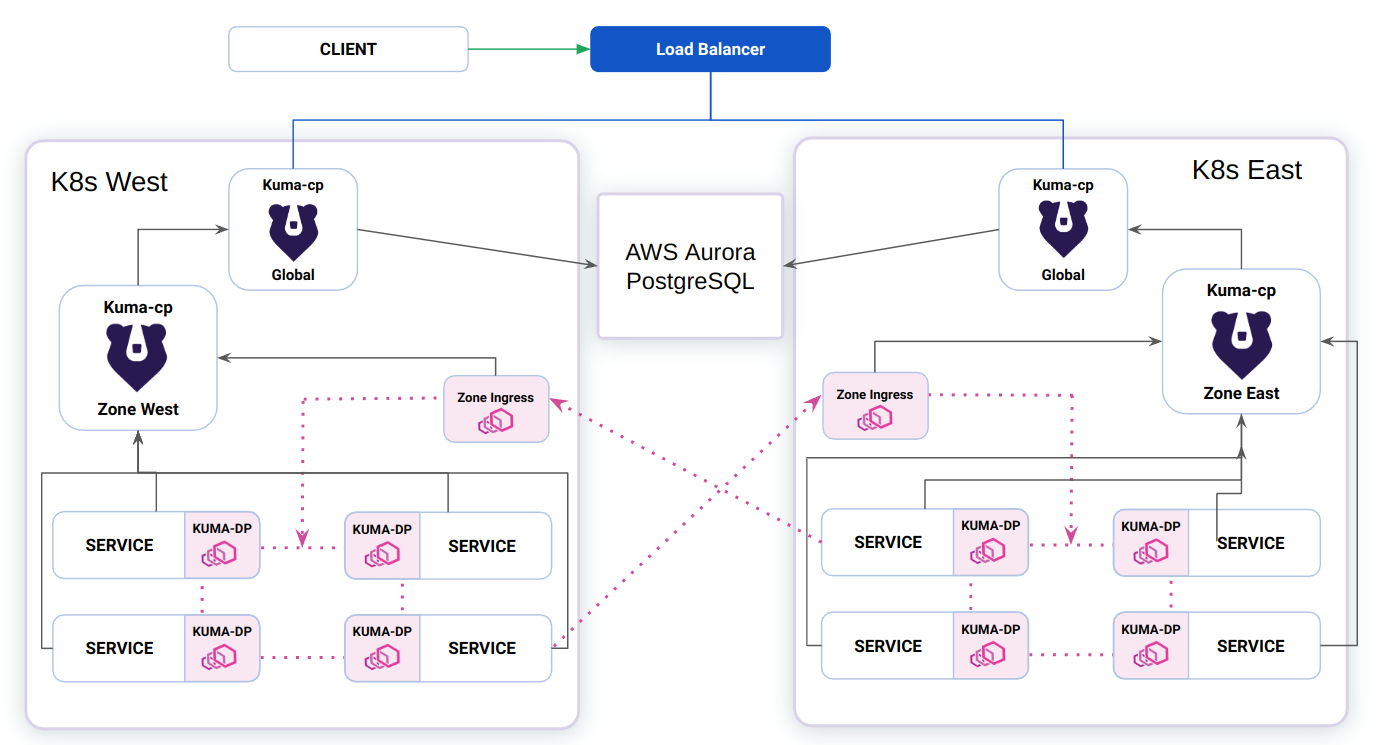 CLIENT
Load Balancer
K8s West
Kuma-cp
Global
Kuma-cp
Zone West
Zone Ingress
SERVICE
KUMA-DP
KUMA-DP
SERVICE
SERVICE
KUMA-DP
KUMA-DP
SERVICE
AWS Aurora
PostgreSQL
K8s East
Kuma-cp
Global
Kuma-cp
Zone East
Zone Ingress
SERVICE
KUMA-DP
KUMA-DP
SERVICE
SERVICE
KUMA-DP
KUMA-DP
SERVICE